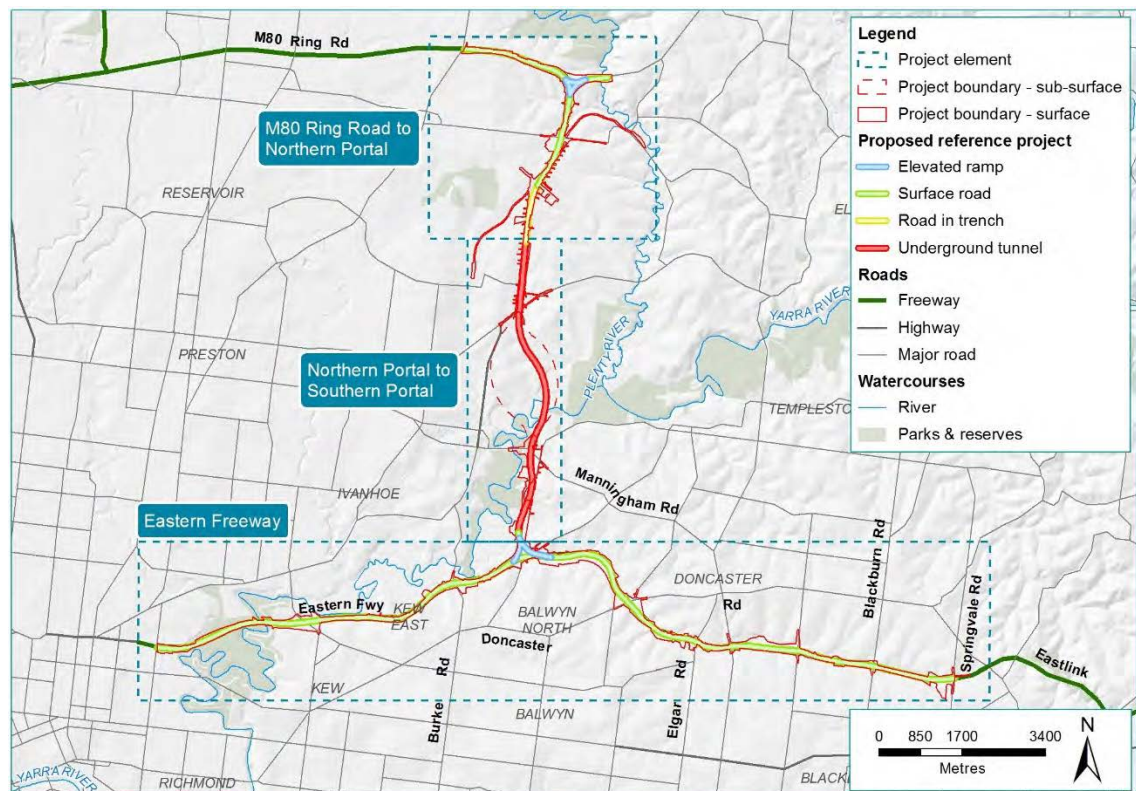 M80 Ring Rd
M80 Ring Road to
Northern Portal
RESERVOIR
PRESTON
Northern Portal to
Southern Portal
PLENTY RIVER
YARRA RIVER
TEMPLESTO
EL
IVANHOE
Manningham Rd
Eastern Freeway
Eastern Fwy
KEW
EAST
BALWYN
NORTH
DONCASTER
Doncaster
Rd
Blackburn Rd
Springvale Rd
Eastlink
KEW
Burke Rd
BALWYN
Elgar Rd
YARRA RIVER
RICHMOND
BLACK
Legend
Project element
Project boundary - sub-surface
Project boundary - surface
Proposed reference project
Elevated ramp
Surface road
Road in trench
Underground tunnel
Roads
Freeway
Highway
Major road
Watercourses
River
Parks & reserves
0 850 1700 3400
Metres
N